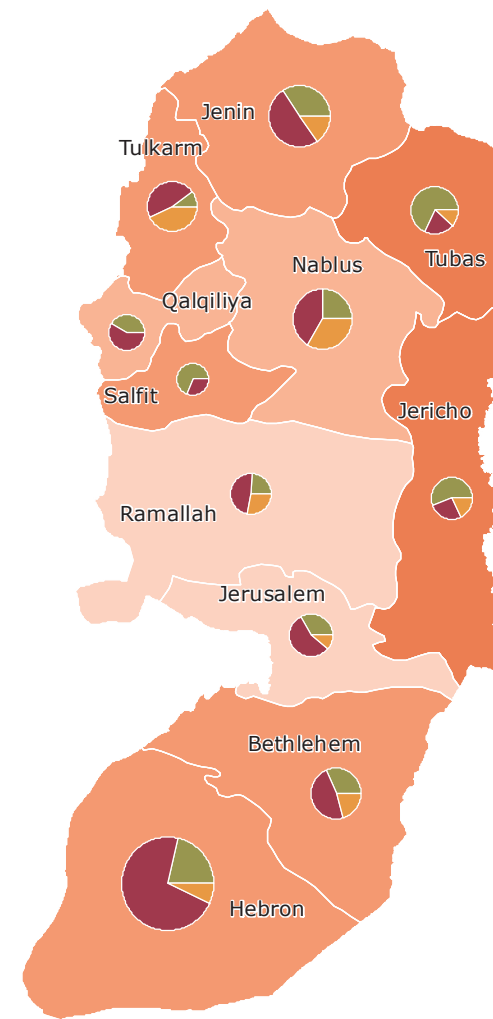 Jenin
Tulkarm
Nablus
Tubas
Qalqiliya
Salfit
Jericho
Ramallah
Jerusalem
Bethlehem
Hebron